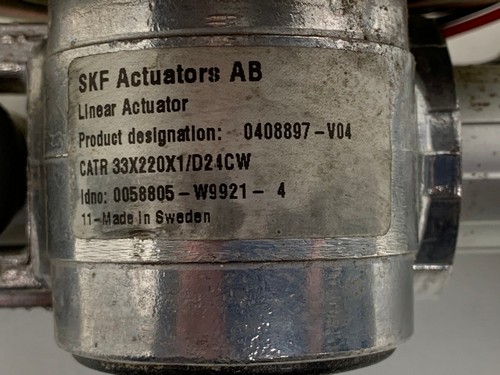 SKF Actuators AB
Linear Actuator
Product designation: 0408897-V04
CATR 33X220X1/D24CW
Idno: 0058805-W9921- 4
11-Made in Sweden